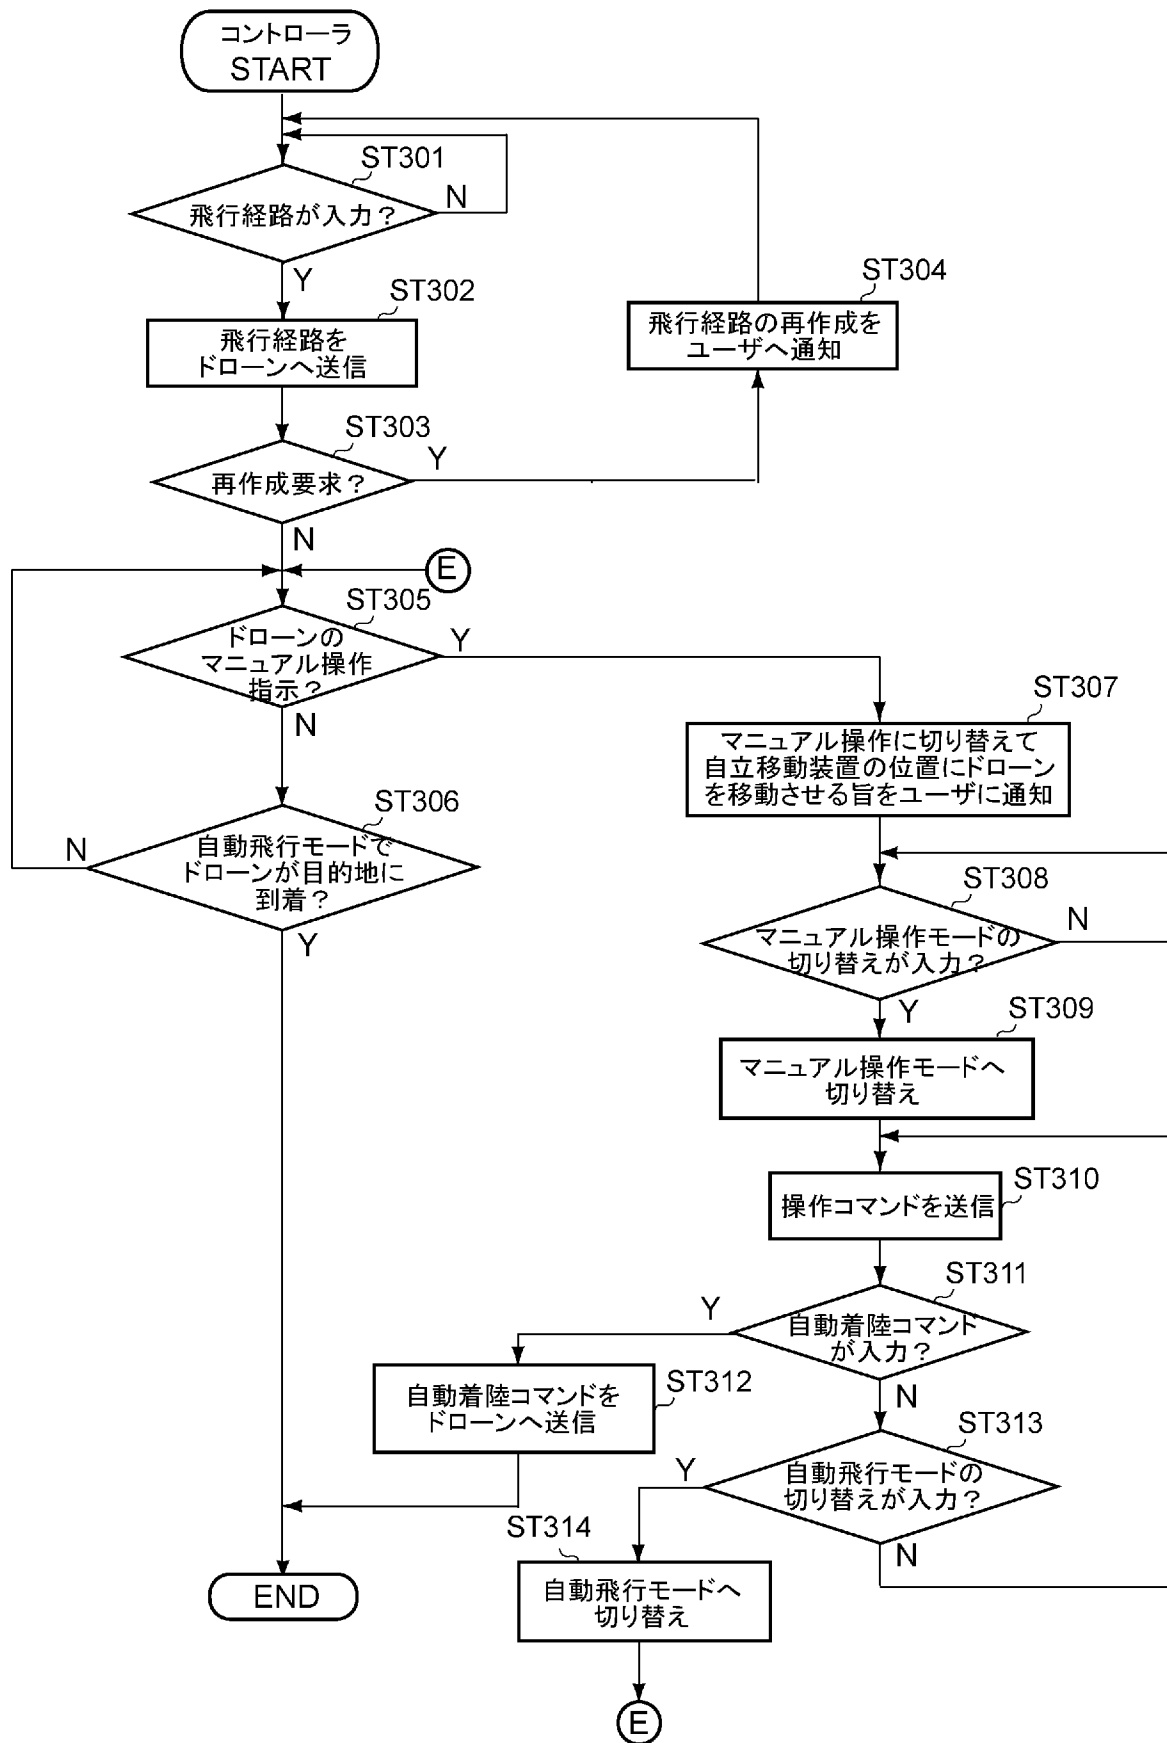 コントローラ
START
ST301
飛行経路が入力?
N
Y
ST302
飛行経路を
ドローンへ送信
ST304
飛行経路の再作成を
ユーザへ通知
ST303
再作成要求?
Y
N
E
ST305
ドローンの
マニュアル操作
指示?
Y
N
ST307
マニュアル操作に切り替えて
自立移動装置の位置にドローン
を移動させる旨をユーザに通知
ST306
自動飛行モードで
ドローンが目的地に
到着?
N
Y
ST308
マニュアル操作モードの
切り替えが入力?
N
Y
ST309
マニュアル操作モードへ
切り替え
ST310
操作コマンドを送信
ST311
自動着陸コマンド
が入力?
Y
N
ST312
自動着陸コマンドを
ドローンへ送信
ST313
自動飛行モードの
切り替えが入力?
Y
N
ST314
自動飛行モードへ
切り替え
END
E